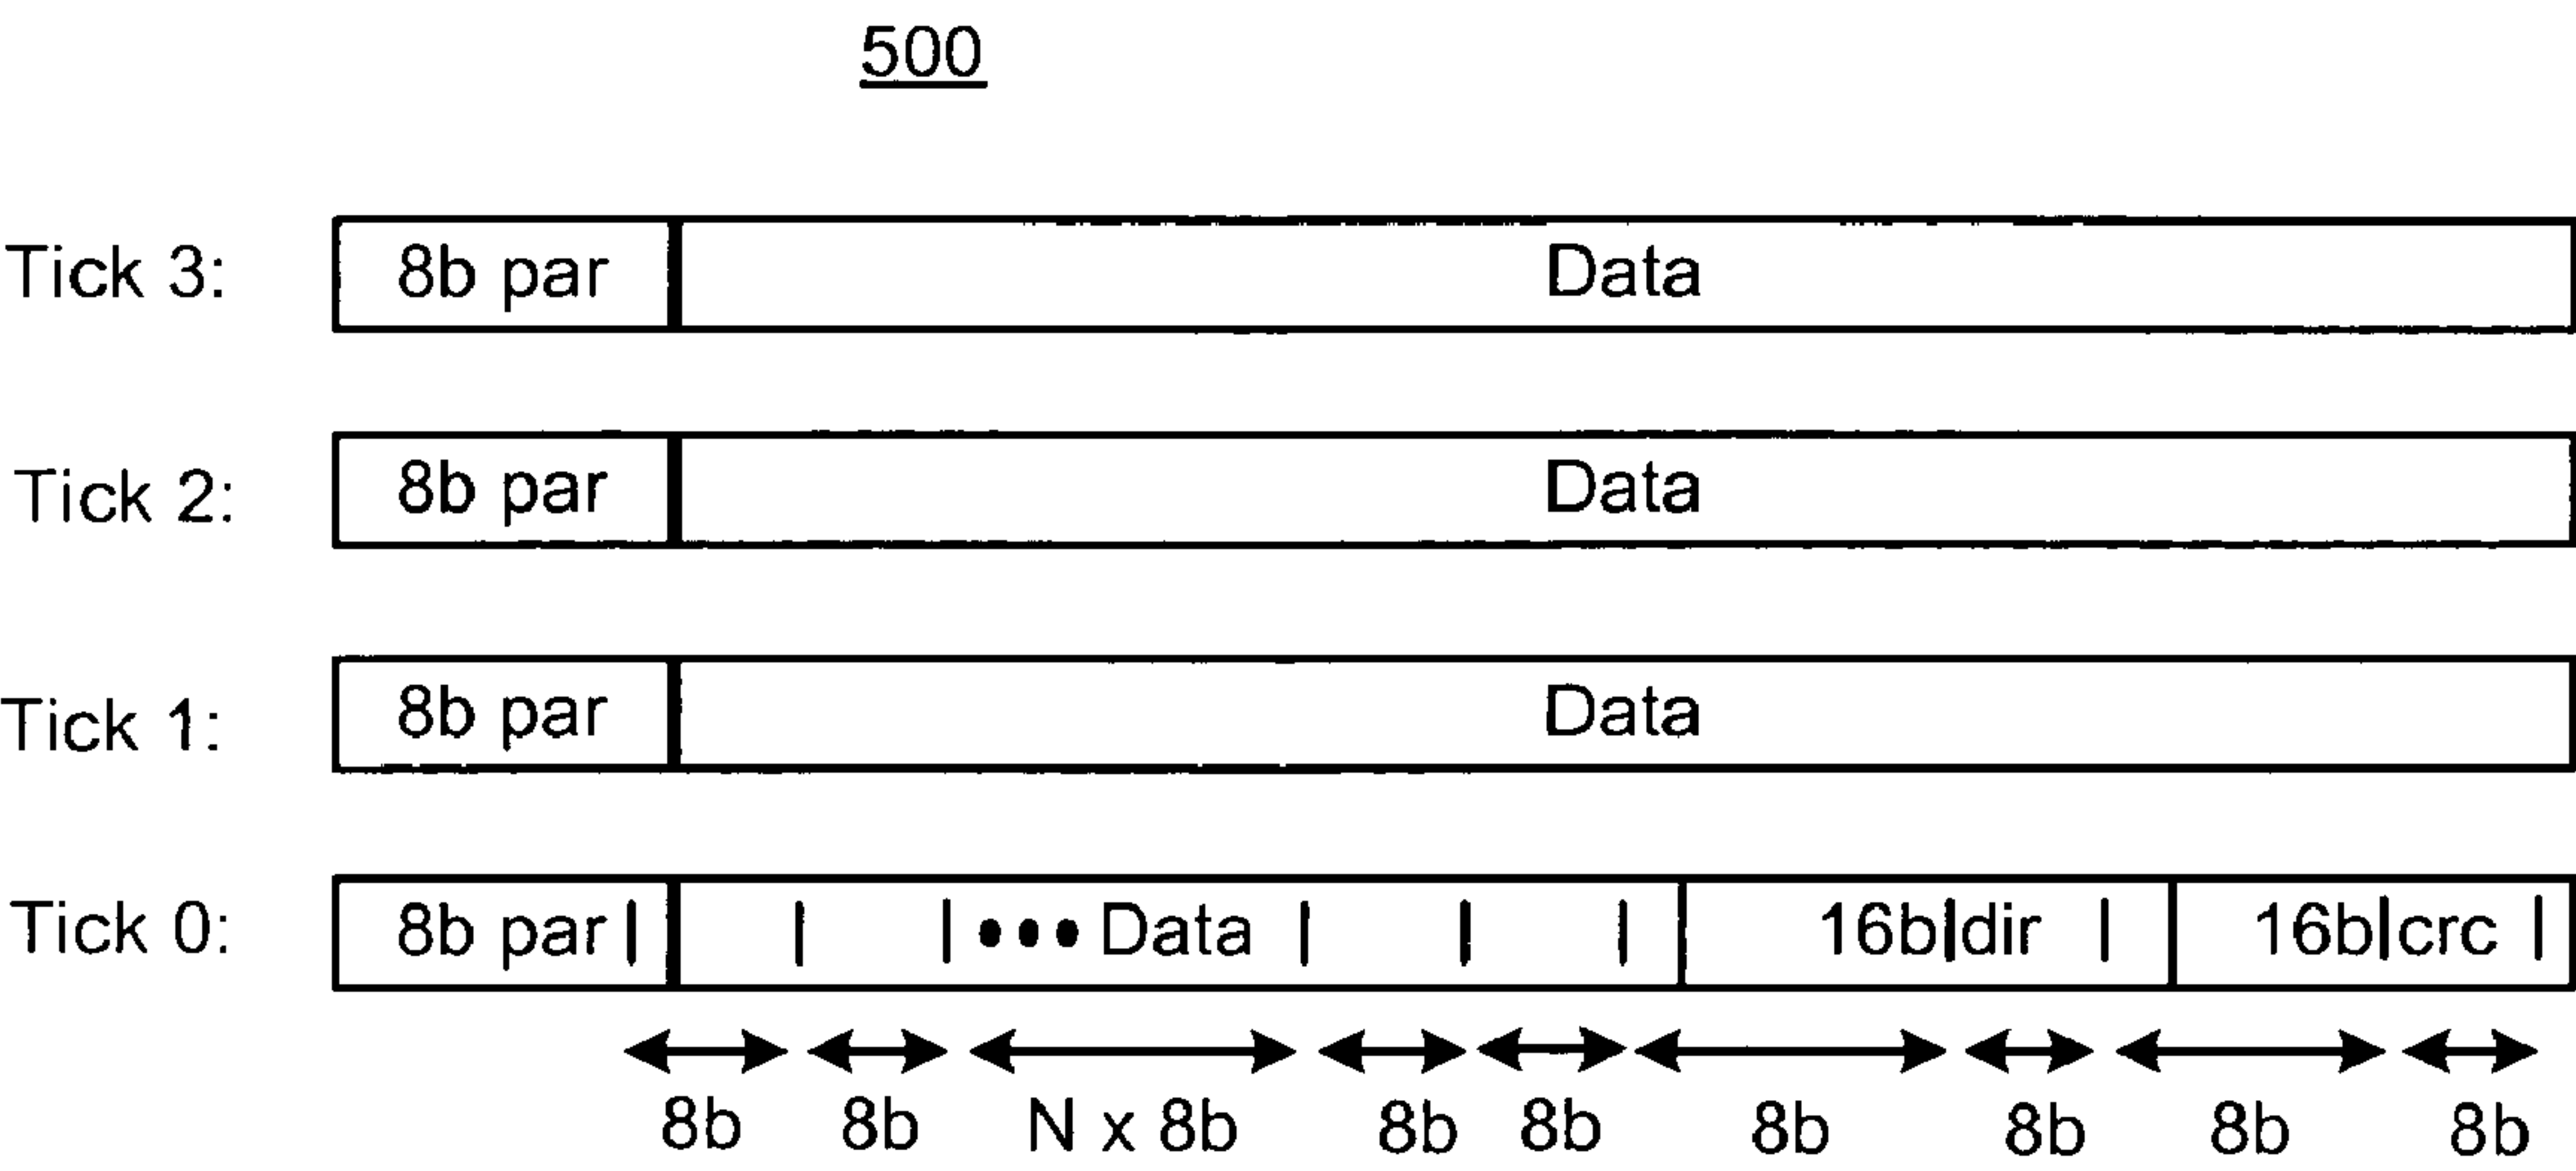 500
Tick 3: 8b par Data
Tick 2: 8b par Data
Tick 1: 8b par Data
Tick 0: 8b par ••• Data 16b dir 16b crc
8b 8b N x 8b 8b 8b 8b 8b 8b 8b